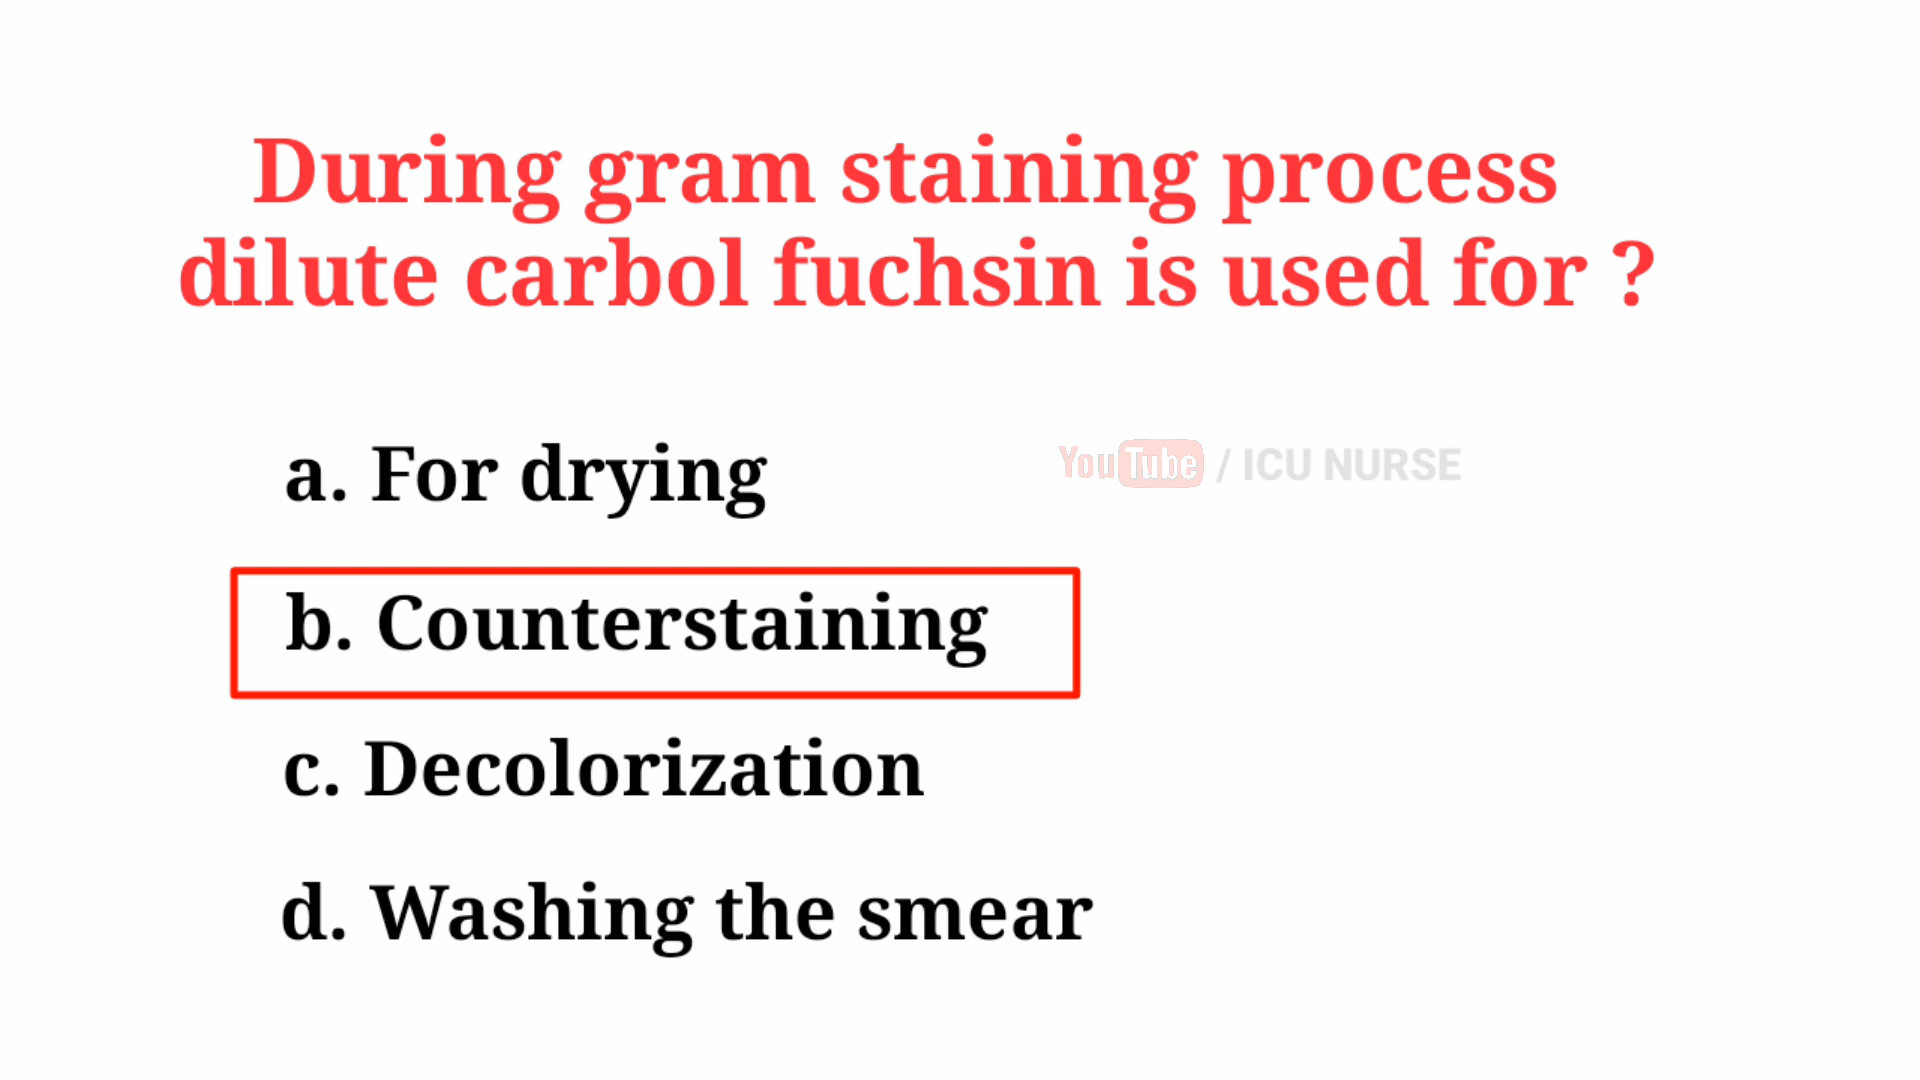 During gram staining process
dilute carbol fuchsin is used for ?
a. For drying
YouTube / ICU NURSE
b. Counterstaining
c. Decolorization
d. Washing the smear